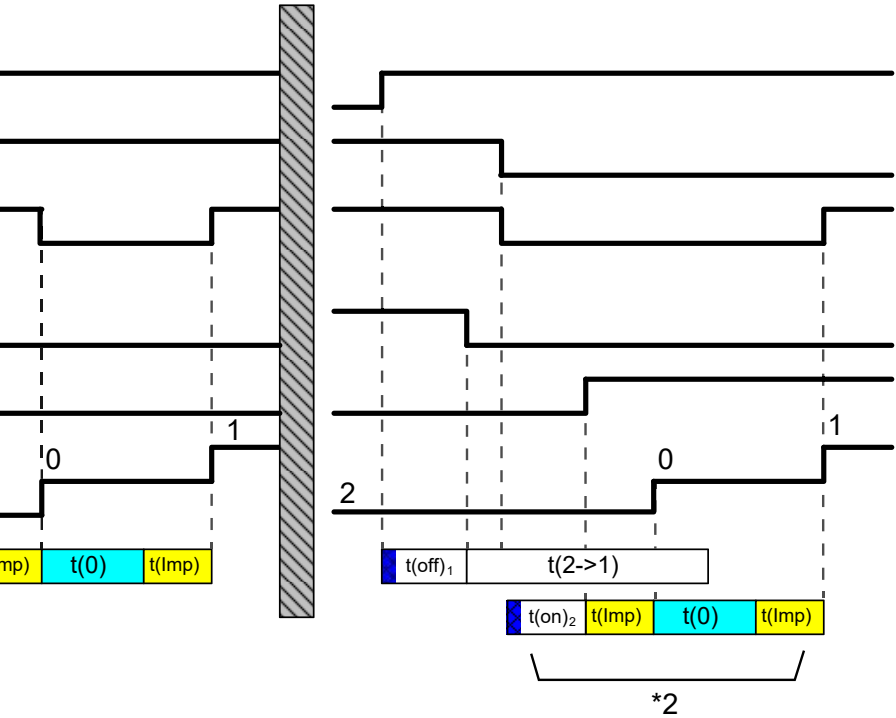 1
0
1
0
2
mp) t(0) t(Imp)
t(off)₁ t(2->1)
t(on)₂ t(Imp) t(0) t(Imp)
*2